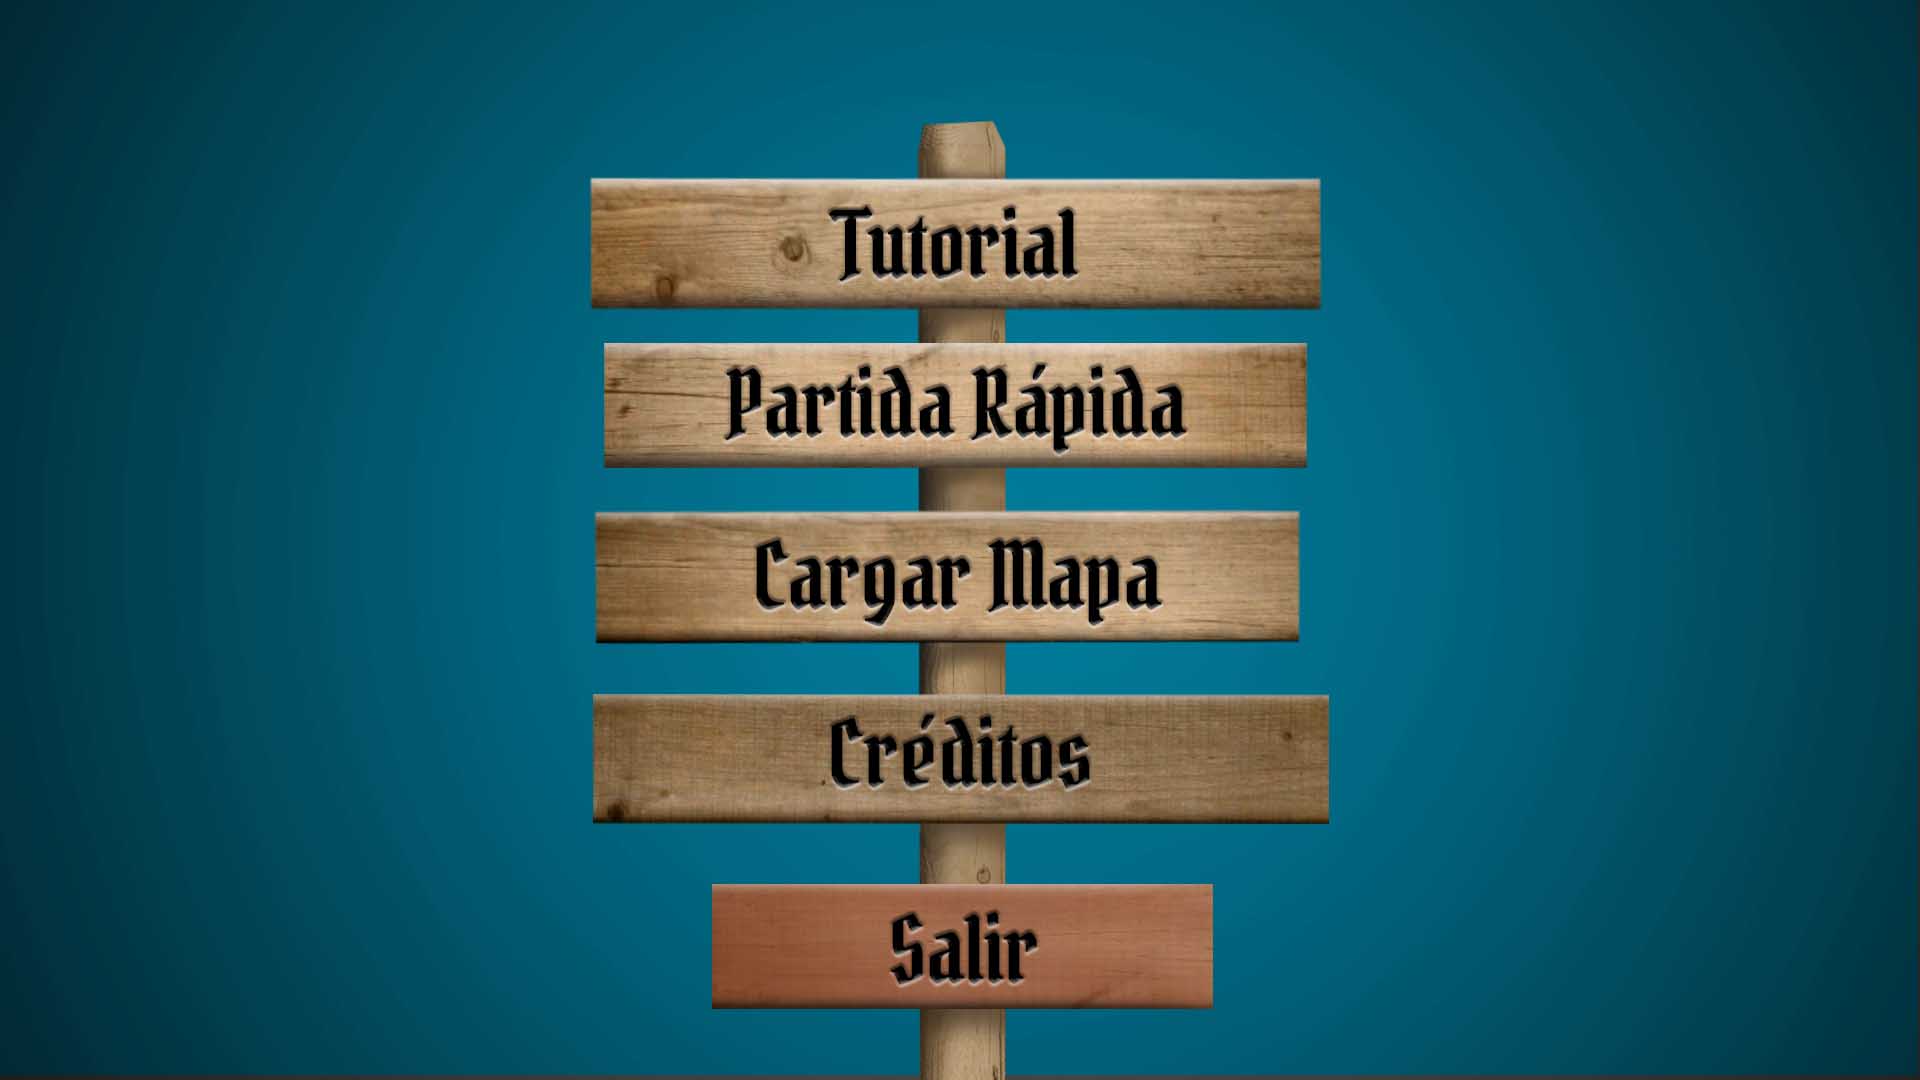 Tutorial
Partida Rápida
Cargar Mapa
Créditos
Salir